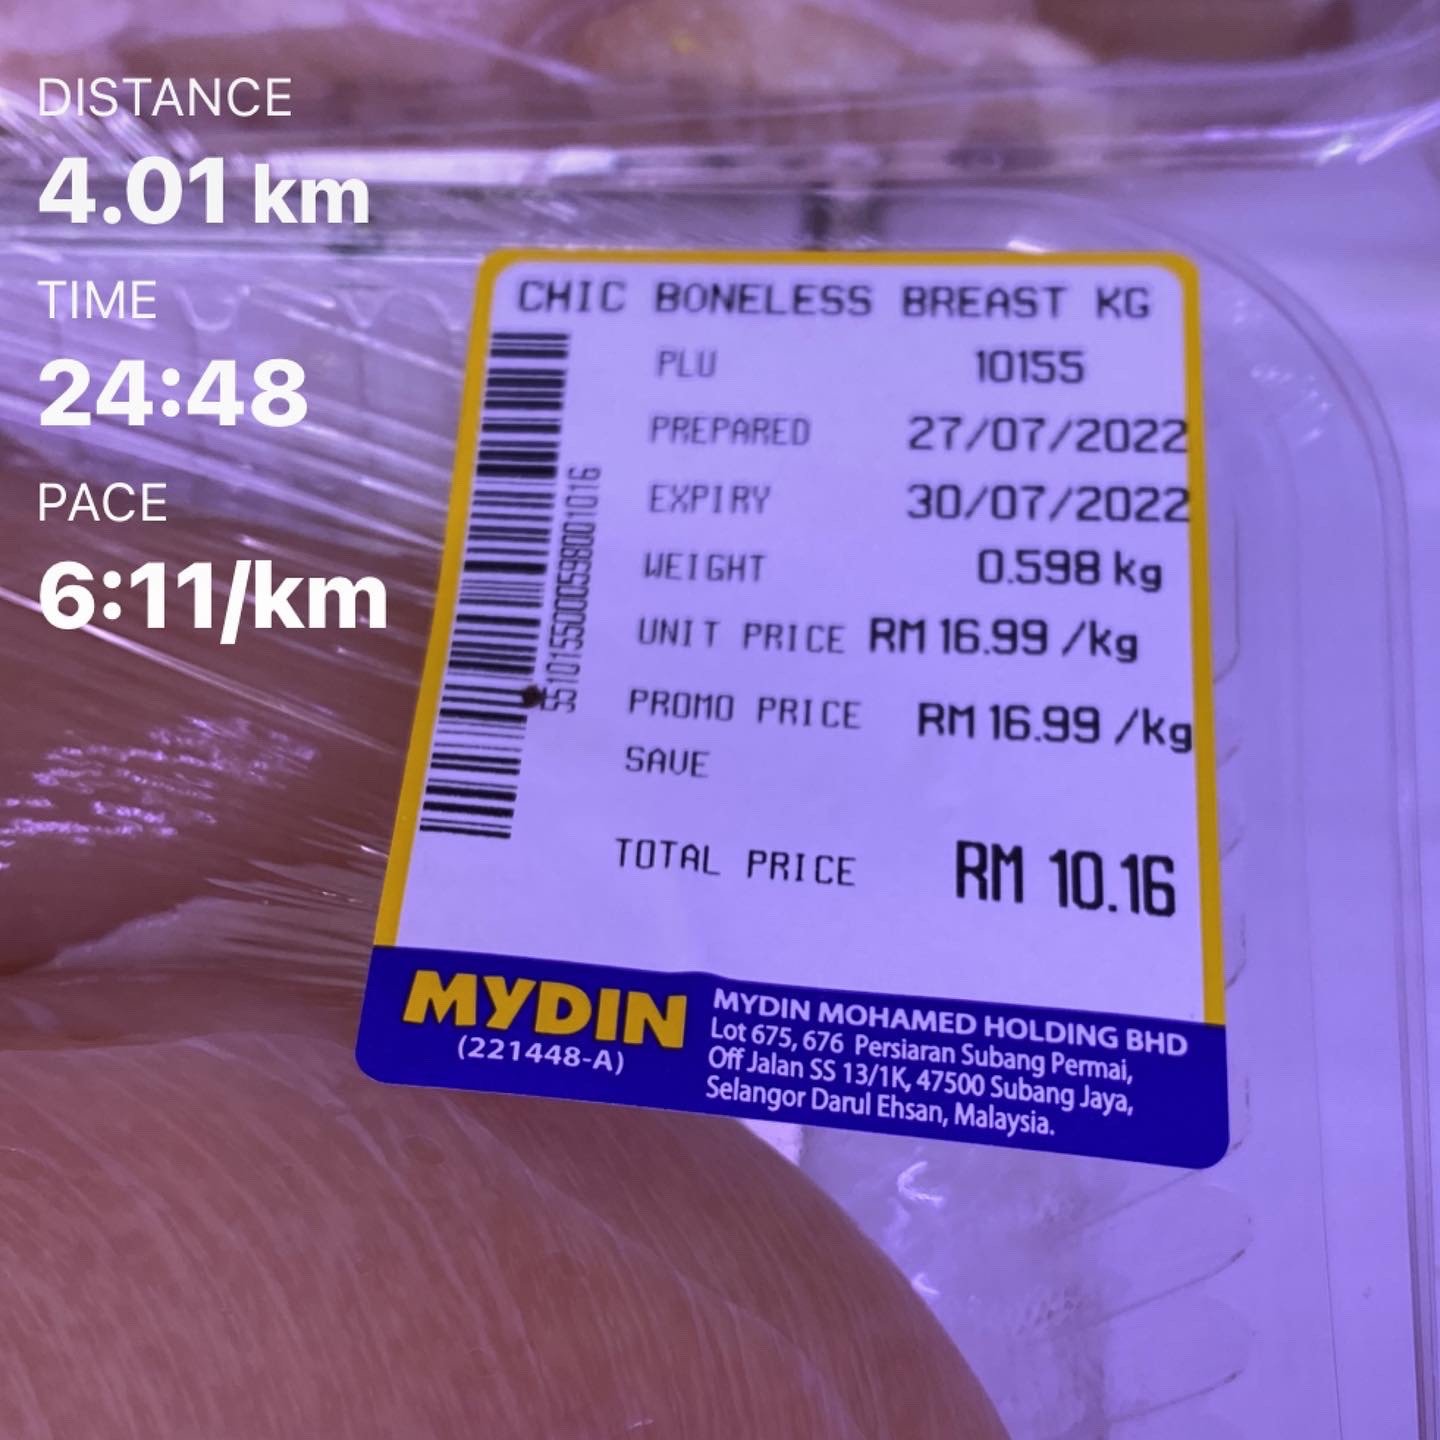 DISTANCE
4.01 km
TIME
24:48
PACE
6:11/km
CHIC BONELESS BREAST KG
PLU 10155
PREPARED 27/07/2022
EXPIRY 30/07/2022
WEIGHT 0.598 kg
UNIT PRICE RM 16.99 /kg
PROMO PRICE RM 16.99 /kg
SAVE
TOTAL PRICE RM 10.16
5510155000598001016
MYDIN
(221448-A)
MYDIN MOHAMED HOLDING BHD
Lot 675, 676 Persiaran Subang Permai,
Off Jalan SS 13/1K, 47500 Subang Jaya,
Selangor Darul Ehsan, Malaysia.